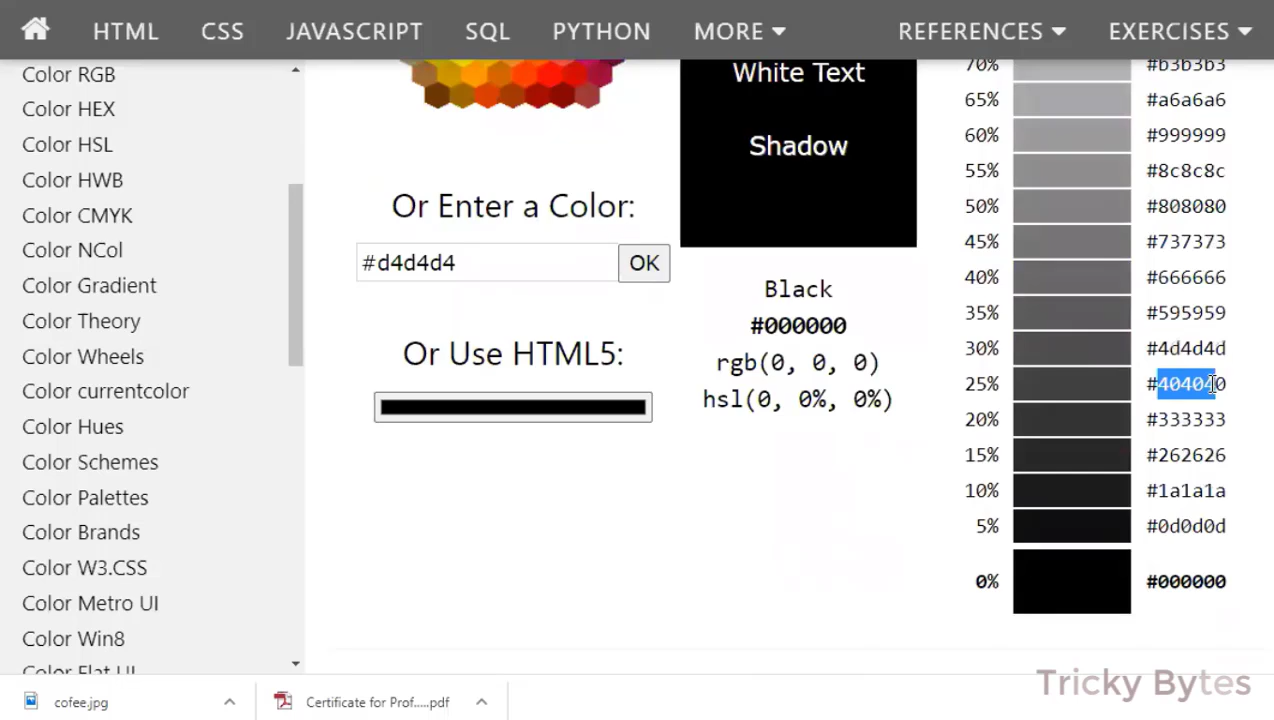 HTML CSS JAVASCRIPT SQL PYTHON MORE REFERENCES EXERCISES
Color RGB
Color HEX
Color HSL
Color HWB
Color CMYK
Color NCol
Color Gradient
Color Theory
Color Wheels
Color currentcolor
Color Hues
Color Schemes
Color Palettes
Color Brands
Color W3.CSS
Color Metro UI
Color Win8
Color Flat UI
Or Enter a Color:
#d4d4d4 OK
Or Use HTML5:
White Text
Shadow
Black
#000000
rgb(0, 0, 0)
hsl(0, 0%, 0%)
70% #b3b3b3
65% #a6a6a6
60% #999999
55% #8c8c8c
50% #808080
45% #737373
40% #666666
35% #595959
30% #4d4d4d
25% #404040
20% #333333
15% #262626
10% #1a1a1a
5% #0d0d0d
0% #000000
cofee.jpg
Certificate for Prof.....pdf
Tricky Bytes